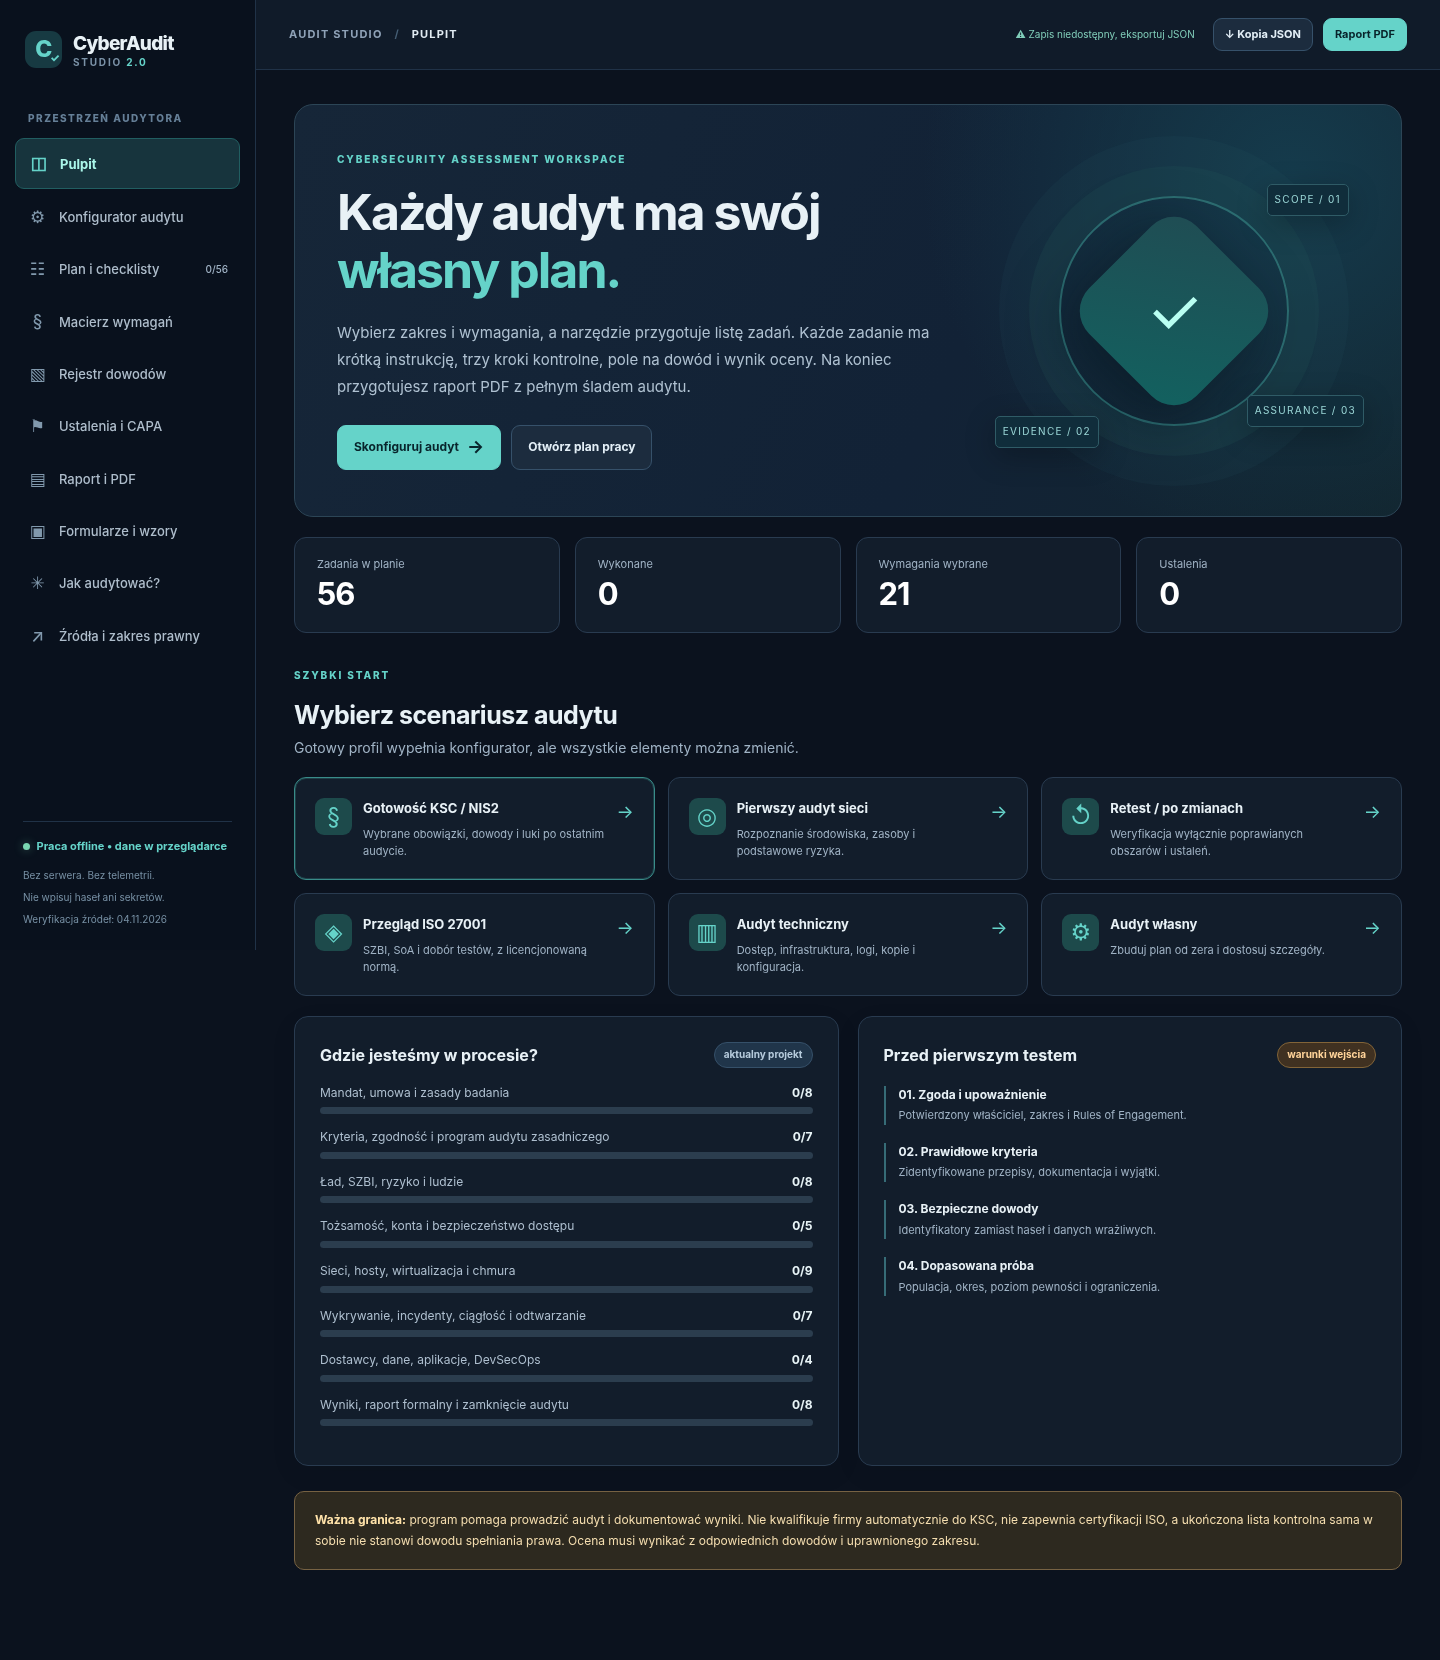 C
CyberAudit
STUDIO 2.0
PRZESTRZEŃ AUDYTORA
Pulpit
Konfigurator audytu
Plan i checklisty 0/56
§ Macierz wymagań
Rejestr dowodów
Ustalenia i CAPA
Raport i PDF
Formularze i wzory
Jak audytować?
Źródła i zakres prawny
Praca offline • dane w przeglądarce
Bez serwera. Bez telemetrii.
Nie wpisuj haseł ani sekretów.
Weryfikacja źródeł: 04.11.2026
AUDIT STUDIO / PULPIT
⚠ Zapis niedostępny, eksportuj JSON
↓ Kopia JSON
Raport PDF
CYBERSECURITY ASSESSMENT WORKSPACE
Każdy audyt ma swój
własny plan.
Wybierz zakres i wymagania, a narzędzie przygotuje listę zadań. Każde zadanie ma
krótką instrukcję, trzy kroki kontrolne, pole na dowód i wynik oceny. Na koniec
przygotujesz raport PDF z pełnym śladem audytu.
Skonfiguruj audyt →
Otwórz plan pracy
SCOPE / 01
EVIDENCE / 02
ASSURANCE / 03
Zadania w planie
56
Wykonane
0
Wymagania wybrane
21
Ustalenia
0
SZYBKI START
Wybierz scenariusz audytu
Gotowy profil wypełnia konfigurator, ale wszystkie elementy można zmienić.
§
Gotowość KSC / NIS2 →
Wybrane obowiązki, dowody i luki po ostatnim
audycie.
Pierwszy audyt sieci →
Rozpoznanie środowiska, zasoby i
podstawowe ryzyka.
Retest / po zmianach →
Weryfikacja wyłącznie poprawianych
obszarów i ustaleń.
Przegląd ISO 27001 →
SZBI, SoA i dobór testów, z licencjonowaną
normą.
Audyt techniczny →
Dostęp, infrastruktura, logi, kopie i
konfiguracja.
Audyt własny →
Zbuduj plan od zera i dostosuj szczegóły.
Gdzie jesteśmy w procesie? aktualny projekt
Mandat, umowa i zasady badania 0/8
Kryteria, zgodność i program audytu zasadniczego 0/7
Ład, SZBI, ryzyko i ludzie 0/8
Tożsamość, konta i bezpieczeństwo dostępu 0/5
Sieci, hosty, wirtualizacja i chmura 0/9
Wykrywanie, incydenty, ciągłość i odtwarzanie 0/7
Dostawcy, dane, aplikacje, DevSecOps 0/4
Wyniki, raport formalny i zamknięcie audytu 0/8
Przed pierwszym testem warunki wejścia
01. Zgoda i upoważnienie
Potwierdzony właściciel, zakres i Rules of Engagement.
02. Prawidłowe kryteria
Zidentyfikowane przepisy, dokumentacja i wyjątki.
03. Bezpieczne dowody
Identyfikatory zamiast haseł i danych wrażliwych.
04. Dopasowana próba
Populacja, okres, poziom pewności i ograniczenia.
Ważna granica: program pomaga prowadzić audyt i dokumentować wyniki. Nie kwalifikuje firmy automatycznie do KSC, nie zapewnia certyfikacji ISO, a ukończona lista kontrolna sama w
sobie nie stanowi dowodu spełniania prawa. Ocena musi wynikać z odpowiednich dowodów i uprawnionego zakresu.